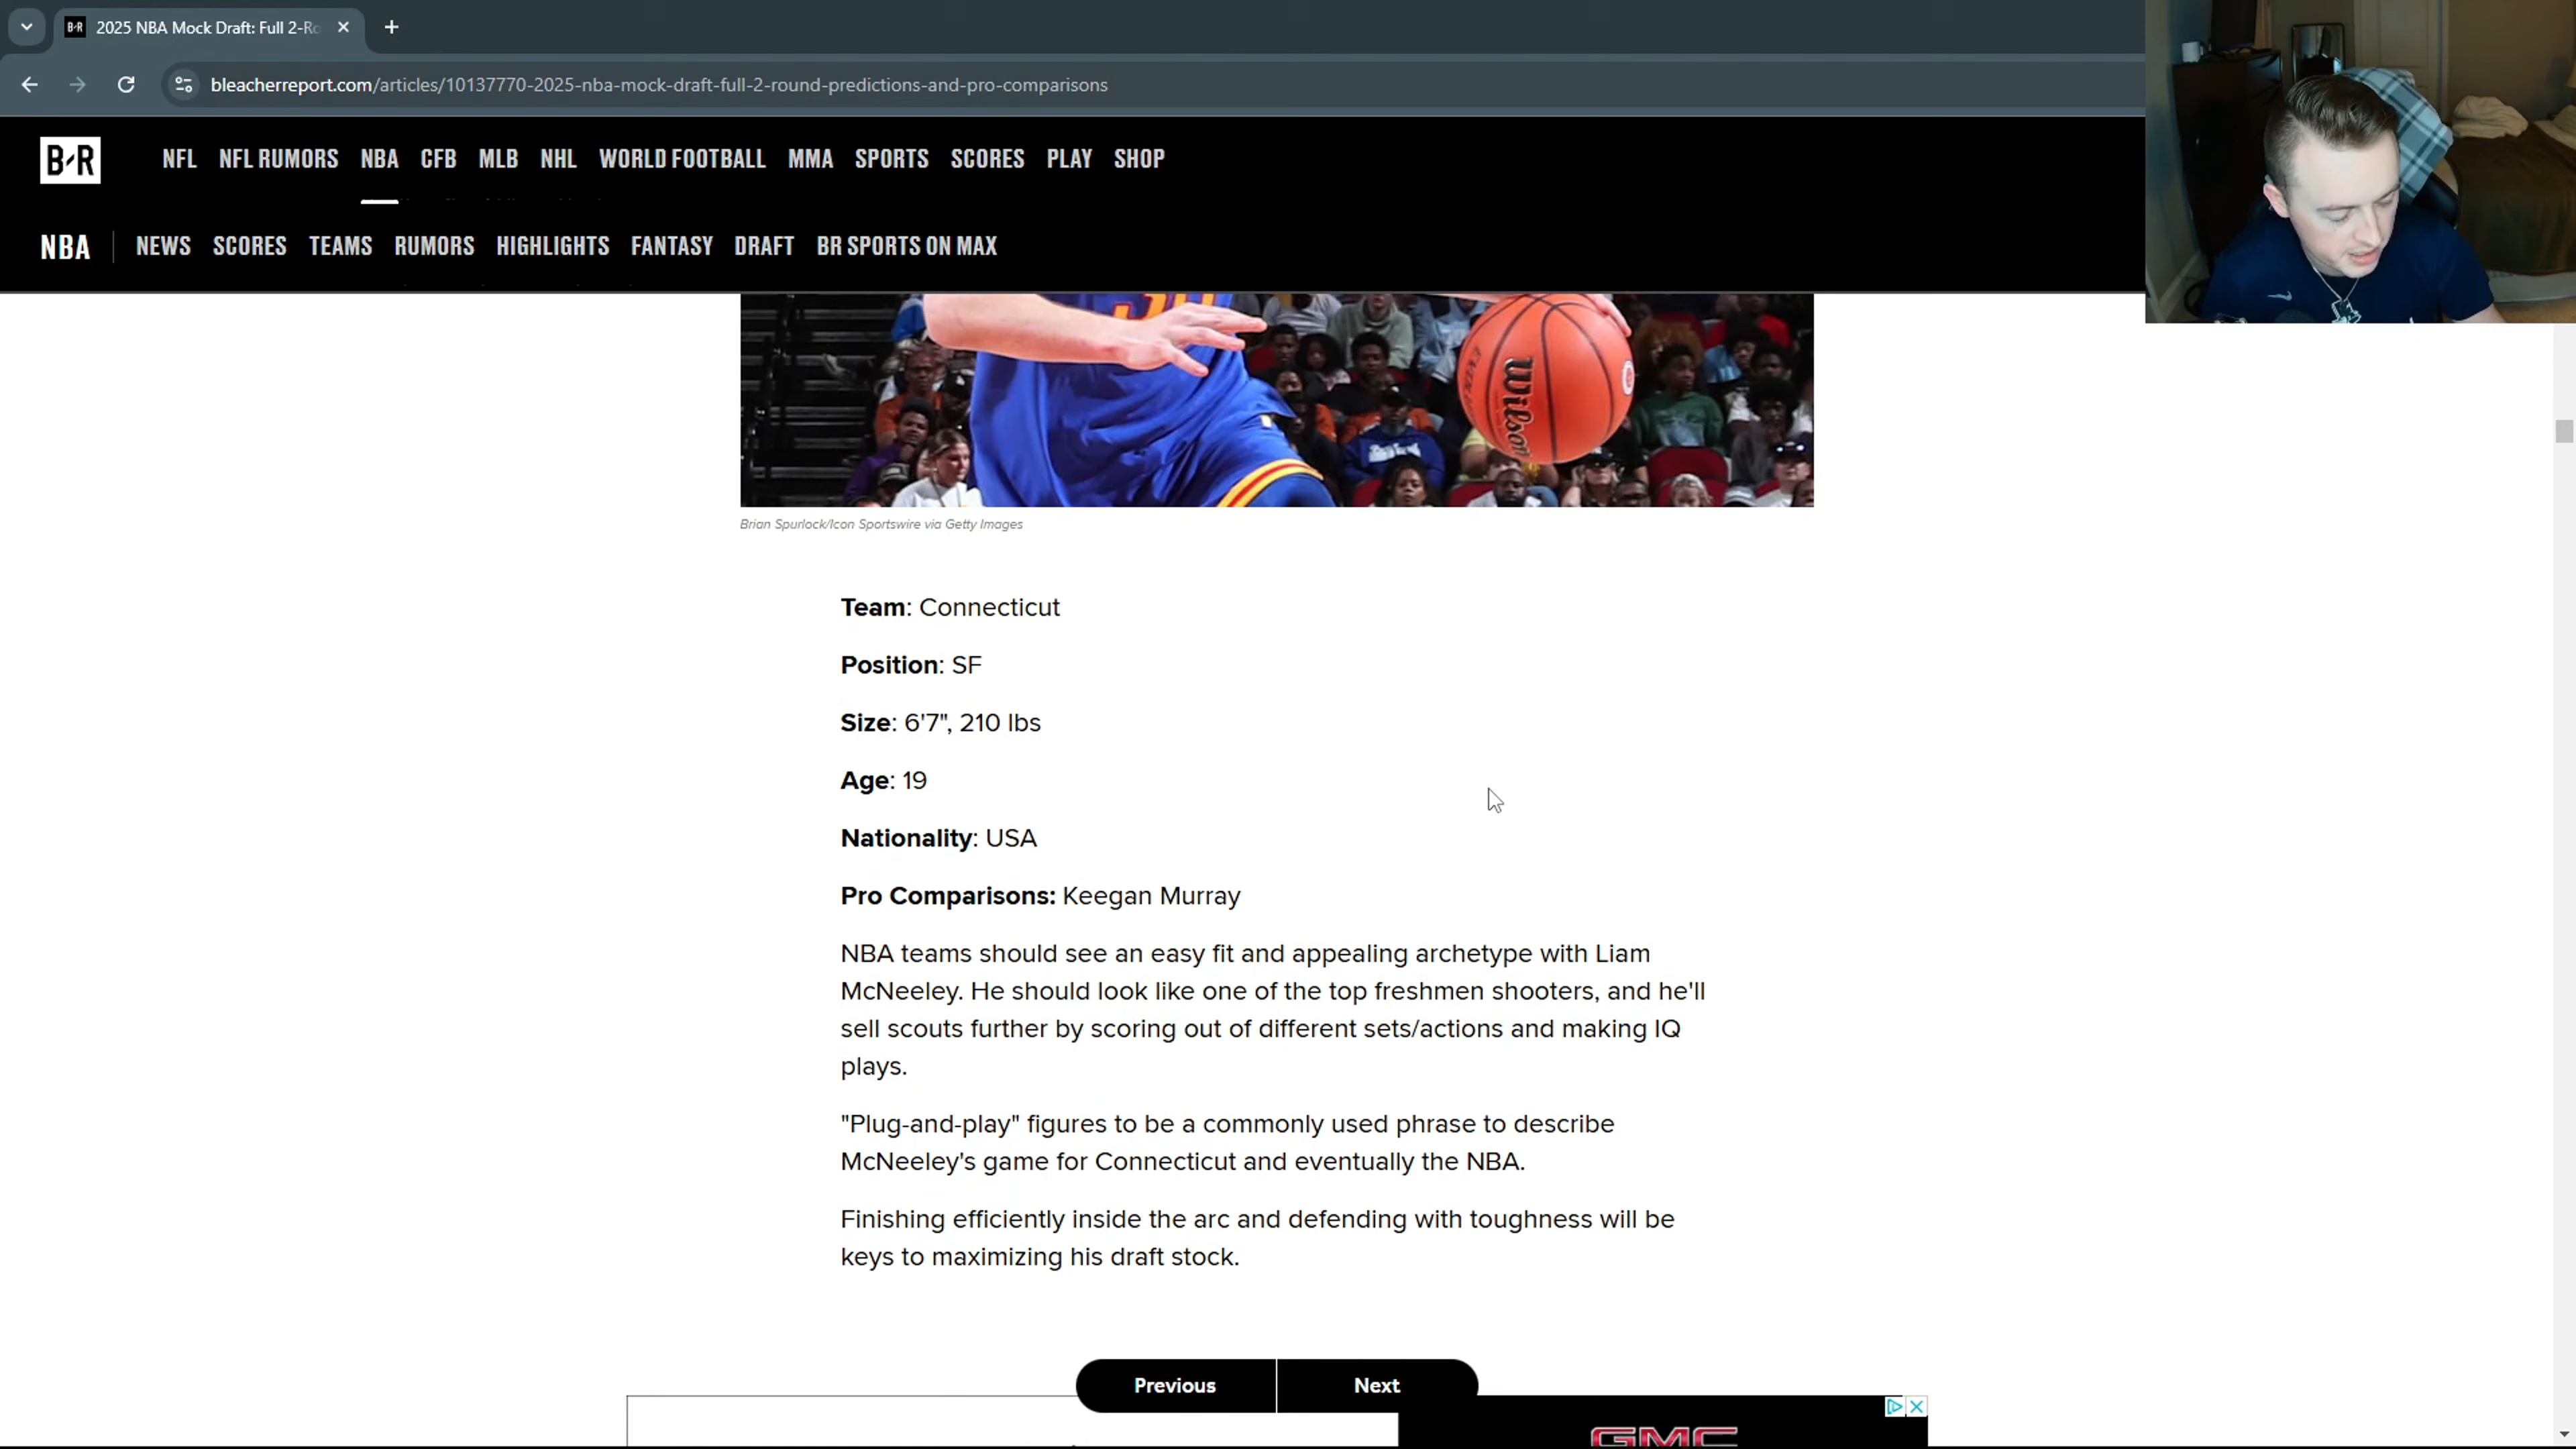 B/R 2025 NBA Mock Draft: Full 2-Ro
bleacherreport.com/articles/10137770-2025-nba-mock-draft-full-2-round-predictions-and-pro-comparisons
B/R NFL NFL RUMORS NBA CFB MLB NHL WORLD FOOTBALL MMA SPORTS SCORES PLAY SHOP
NBA NEWS SCORES TEAMS RUMORS HIGHLIGHTS FANTASY DRAFT BR SPORTS ON MAX
Wilson
Brian Spurlock/Icon Sportswire via Getty Images
Team: Connecticut
Position: SF
Size: 6'7", 210 lbs
Age: 19
Nationality: USA
Pro Comparisons: Keegan Murray
NBA teams should see an easy fit and appealing archetype with Liam
McNeeley. He should look like one of the top freshmen shooters, and he'll
sell scouts further by scoring out of different sets/actions and making IQ
plays.
"Plug-and-play" figures to be a commonly used phrase to describe
McNeeley's game for Connecticut and eventually the NBA.
Finishing efficiently inside the arc and defending with toughness will be
keys to maximizing his draft stock.
Previous Next
GMC